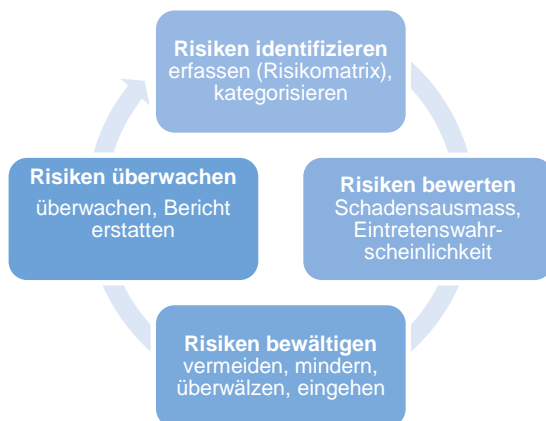 Risiken identifizieren
erfassen (Risikomatrix),
kategorisieren
Risiken bewerten
Schadensausmass,
Eintretenswahr-
scheinlichkeit
Risiken bewältigen
vermeiden, mindern,
überwälzen, eingehen
Risiken überwachen
überwachen, Bericht
erstatten